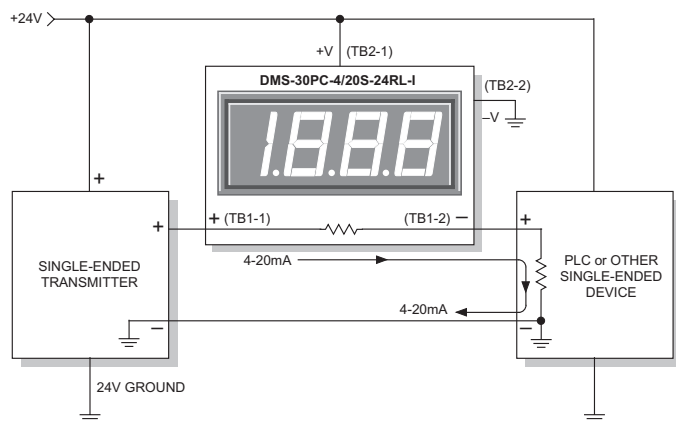 +24V
+V (TB2-1)
DMS-30PC-4/20S-24RL-I
(TB2-2)
–V
1.8.8.8
+
+
+ (TB1-1)
(TB1-2) –
+
SINGLE-ENDED
TRANSMITTER
4-20mA
PLC or OTHER
SINGLE-ENDED
DEVICE
4-20mA
–
–
24V GROUND